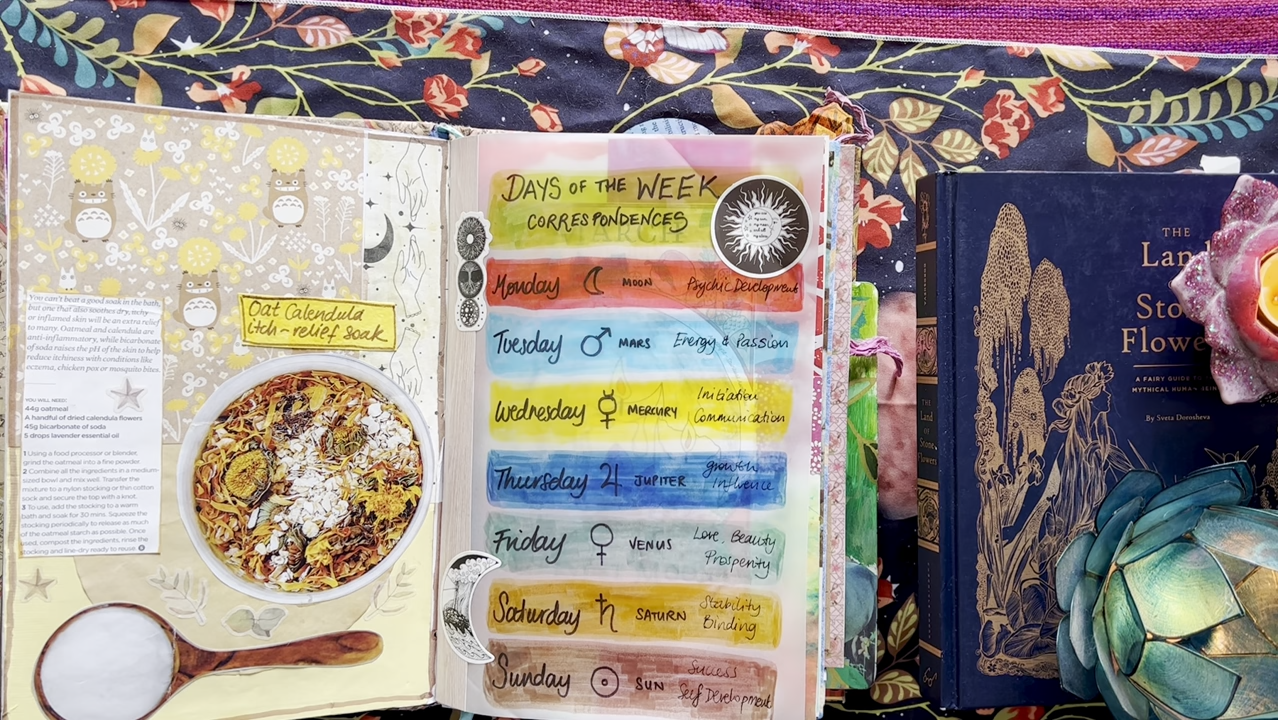 You can't beat a good soak in the bath,
but one that also soothes dry, itchy
or inflamed skin will be an extra relief
to many. Oatmeal and calendula are
anti-inflammatory, while bicarbonate
of soda raises the pH of the skin to help
reduce itchiness with conditions like
eczema, chicken pox or mosquito bites.
Oat Calendula
itch-relief soak
YOU WILL NEED:
44g oatmeal
A handful of dried calendula flowers
45g bicarbonate of soda
5 drops lavender essential oil
1 Using a food processor or blender,
grind the oatmeal into a fine powder.
2 Combine all the ingredients in a medium-
sized bowl and mix well. Transfer the
mixture to a nylon stocking or thin cotton
sock and secure the top with a knot.
3 To use, add the stocking to a warm
bath and soak for 30 mins. Squeeze the
stocking periodically to release as much
of the oatmeal starch as possible. Once
used, compost the ingredients, rinse the
stocking and line-dry ready to reuse.
DAYS OF THE WEEK
CORRESPONDENCES
Monday ☾ MOON Psychic Development
Tuesday ♂ MARS Energy & Passion
Wednesday ☿ MERCURY Initiation Communication
Thursday ♃ JUPITER growth, Influence
Friday ♀ VENUS Love, Beauty Prosperity
Saturday ♄ SATURN Stability Binding
Sunday ☉ SUN Success Self Development
The
Land
of
Stone
Flowers
THE
Land
Sto
Flowe
A FAIRY GUIDE TO
MYTHICAL HUMAN BEIN
By Sveta Dorosheva